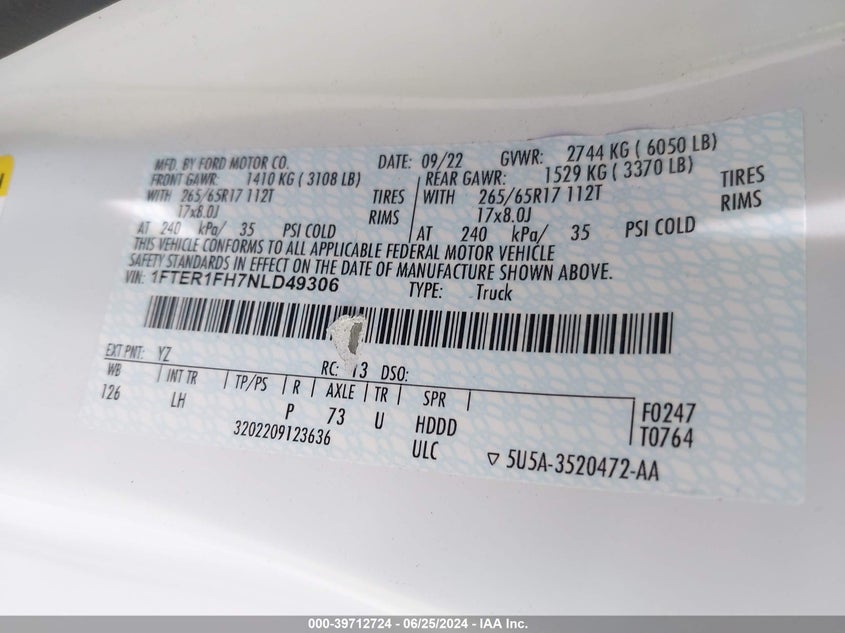 MFD. BY FORD MOTOR CO. DATE: 09/22 GVWR: 2744 KG ( 6050 LB)
FRONT GAWR: 1410 KG ( 3108 LB) REAR GAWR: 1529 KG ( 3370 LB)
WITH 265/65R17 112T TIRES WITH 265/65R17 112T TIRES
17x8.0J RIMS 17x8.0J RIMS
AT 240 kPa/ 35 PSI COLD AT 240 kPa/ 35 PSI COLD
THIS VEHICLE CONFORMS TO ALL APPLICABLE FEDERAL MOTOR VEHICLE
SAFETY STANDARDS IN EFFECT ON THE DATE OF MANUFACTURE SHOWN ABOVE.
VIN: 1FTER1FH7NLD49306 TYPE: Truck
EXT PNT: YZ RC: 13 DSO:
WB INT TR TP/PS R AXLE TR SPR
126 LH P 73 U HDDD F0247
3202209123636 ULC T0764
▽ 5U5A-3520472-AA
000-39712724 - 06/25/2024 - IAA Inc.